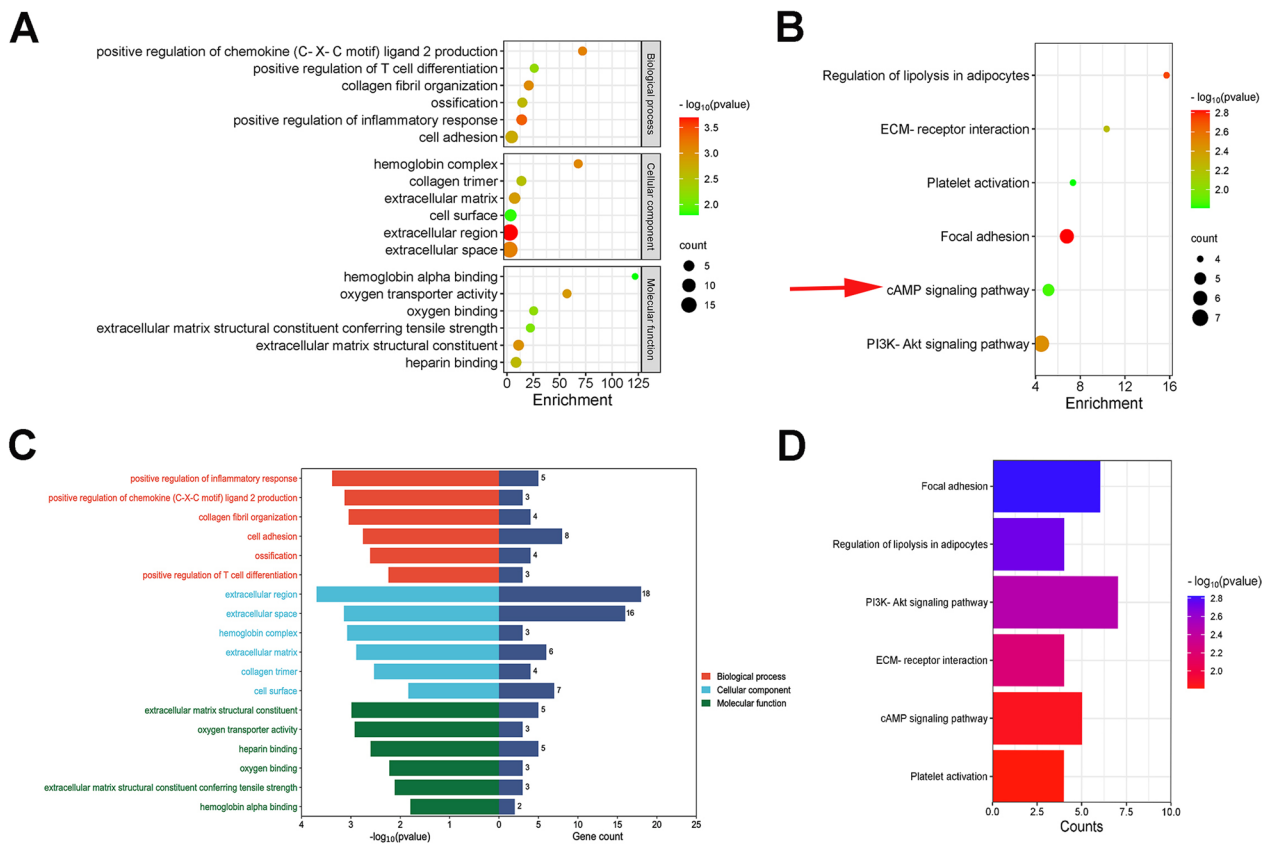 A
positive regulation of chemokine (C- X- C motif) ligand 2 production
positive regulation of T cell differentiation
collagen fibril organization
ossification
positive regulation of inflammatory response
cell adhesion
Biological process
hemoglobin complex
collagen trimer
extracellular matrix
cell surface
extracellular region
extracellular space
Cellular component
hemoglobin alpha binding
oxygen transporter activity
oxygen binding
extracellular matrix structural constituent conferring tensile strength
extracellular matrix structural constituent
heparin binding
Molecular function
0 25 50 75 100 125
Enrichment
- log10(pvalue)
3.5
3.0
2.5
2.0
count
5
10
15
B
Regulation of lipolysis in adipocytes
ECM- receptor interaction
Platelet activation
Focal adhesion
cAMP signaling pathway
PI3K- Akt signaling pathway
4 8 12 16
Enrichment
- log10(pvalue)
2.8
2.6
2.4
2.2
2.0
count
4
5
6
7
C
positive regulation of inflammatory response 5
positive regulation of chemokine (C-X-C motif) ligand 2 production 3
collagen fibril organization 4
cell adhesion 8
ossification 4
positive regulation of T cell differentiation 3
extracellular region 18
extracellular space 16
hemoglobin complex 3
extracellular matrix 6
collagen trimer 4
cell surface 7
extracellular matrix structural constituent 5
oxygen transporter activity 3
heparin binding 5
oxygen binding 3
extracellular matrix structural constituent conferring tensile strength 3
hemoglobin alpha binding 2
4 3 2 1 0 5 10 15 20 25
-log10(pvalue) Gene count
Biological process
Cellular component
Molecular function
D
Focal adhesion
Regulation of lipolysis in adipocytes
PI3K- Akt signaling pathway
ECM- receptor interaction
cAMP signaling pathway
Platelet activation
0.0 2.5 5.0 7.5 10.0
Counts
- log10(pvalue)
2.8
2.6
2.4
2.2
2.0